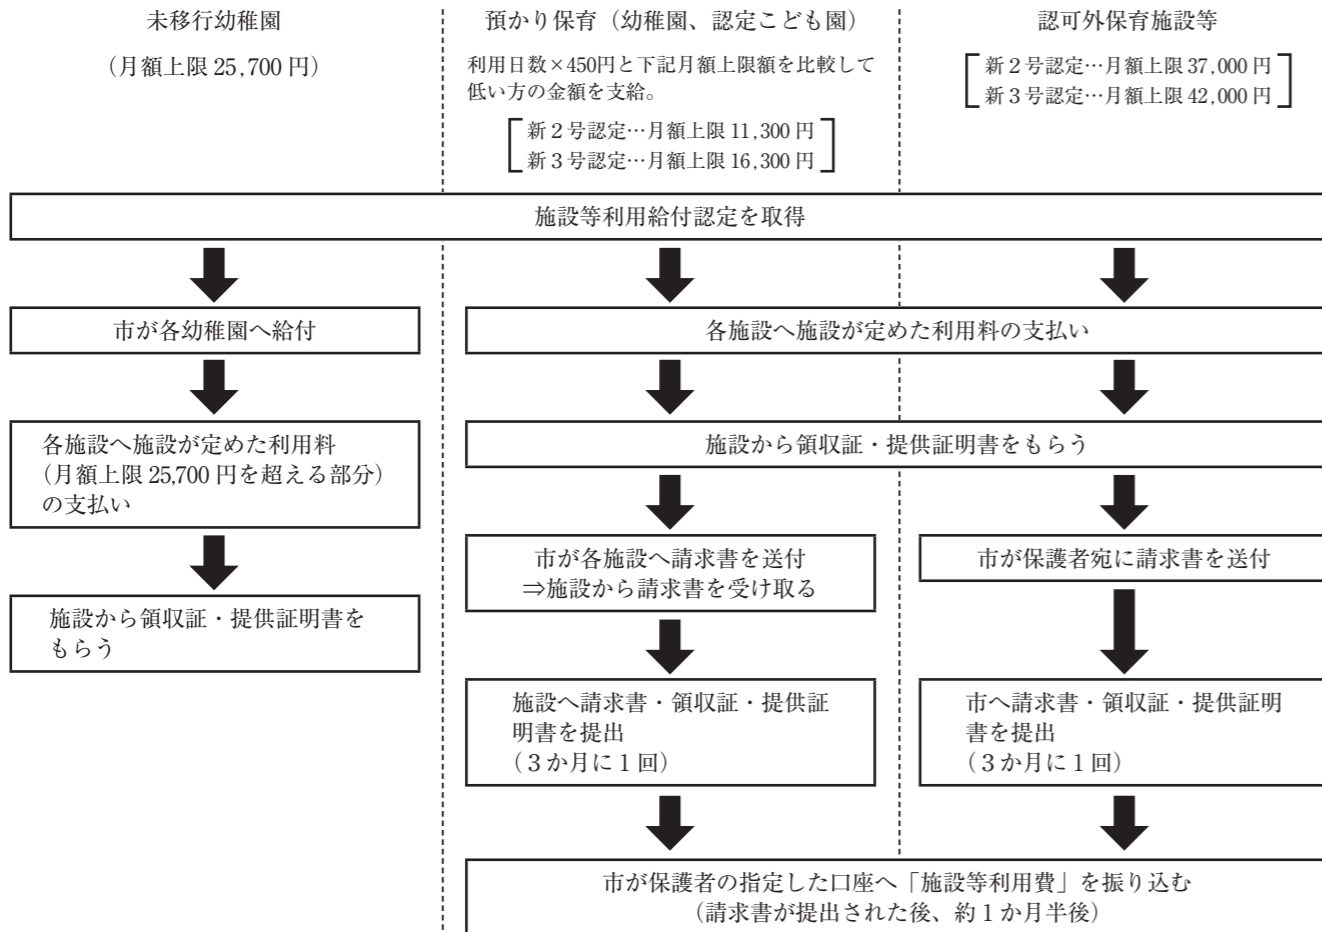 未移行幼稚園
（月額上限 25,700 円）
預かり保育（幼稚園、認定こども園）
利用日数×450円と下記月額上限額を比較して
低い方の金額を支給。
新２号認定…月額上限 11,300 円
新３号認定…月額上限 16,300 円
認可外保育施設等
新２号認定…月額上限 37,000 円
新３号認定…月額上限 42,000 円
施設等利用給付認定を取得
市が各幼稚園へ給付
各施設へ施設が定めた利用料
（月額上限 25,700 円を超える部分）
の支払い
施設から領収証・提供証明書を
もらう
各施設へ施設が定めた利用料の支払い
施設から領収証・提供証明書をもらう
市が各施設へ請求書を送付
⇒施設から請求書を受け取る
市が保護者宛に請求書を送付
施設へ請求書・領収証・提供証
明書を提出
（３か月に１回）
市へ請求書・領収証・提供証明
書を提出
（３か月に１回）
市が保護者の指定した口座へ「施設等利用費」を振り込む
（請求書が提出された後、約１か月半後）